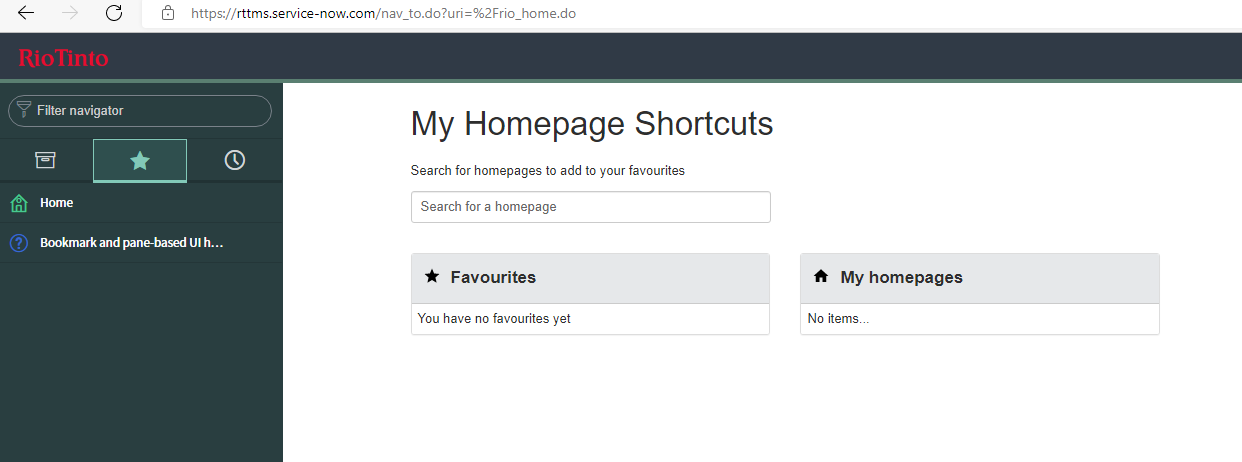 https://rttms.service-now.com/nav_to.do?uri=%2Frio_home.do
RioTinto
Filter navigator
Home
Bookmark and pane-based UI h...
My Homepage Shortcuts
Search for homepages to add to your favourites
Search for a homepage
Favourites
You have no favourites yet
My homepages
No items...